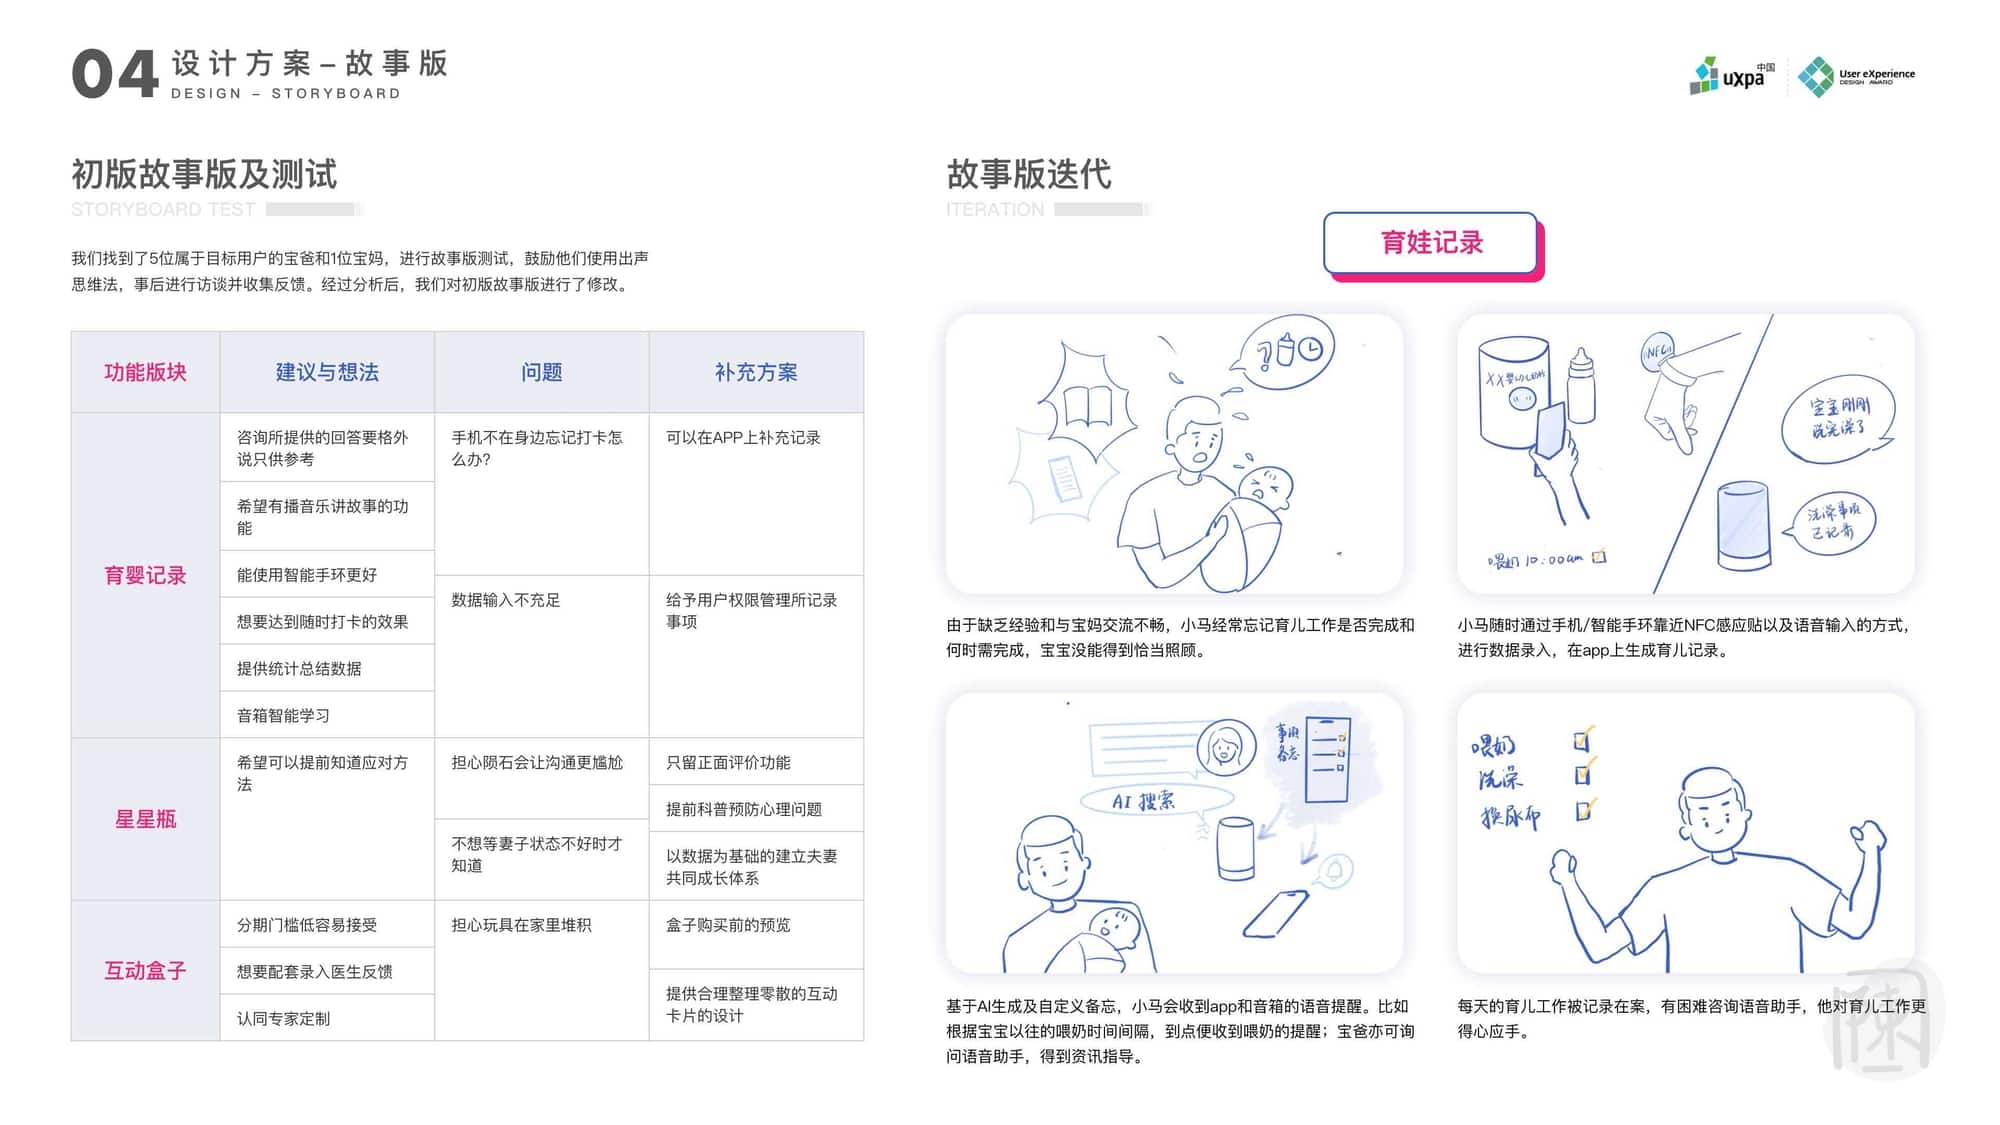 04 设计方案–故事版
DESIGN – STORYBOARD
uxpa中国
User eXperience
DESIGN AWARD
初版故事版及测试
STORYBOARD TEST
我们找到了5位属于目标用户的宝爸和1位宝妈，进行故事版测试，鼓励他们使用出声
思维法，事后进行访谈并收集反馈。经过分析后，我们对初版故事版进行了修改。
功能版块
建议与想法
问题
补充方案
育婴记录
咨询所提供的回答要格外
说只供参考
希望有播音乐讲故事的功
能
能使用智能手环更好
想要达到随时打卡的效果
提供统计总结数据
音箱智能学习
手机不在身边忘记打卡怎
么办?
数据输入不充足
可以在APP上补充记录
给予用户权限管理所记录
事项
星星瓶
希望可以提前知道应对方
法
担心陨石会让沟通更尴尬
不想等妻子状态不好时才
知道
只留正面评价功能
提前科普预防心理问题
以数据为基础的建立夫妻
共同成长体系
互动盒子
分期门槛低容易接受
想要配套录入医生反馈
认同专家定制
担心玩具在家里堆积
盒子购买前的预览
提供合理整理零散的互动
卡片的设计
故事版迭代
ITERATION
育娃记录
?
由于缺乏经验和与宝妈交流不畅，小马经常忘记育儿工作是否完成和
何时需完成，宝宝没能得到恰当照顾。
XX婴幼儿奶粉
NFC
宝宝刚刚
洗完澡了
洗澡事项
已记录
喂奶 10:00am
小马随时通过手机/智能手环靠近NFC感应贴以及语音输入的方式，
进行数据录入，在app上生成育儿记录。
事项
备忘
AI 搜索
基于AI生成及自定义备忘，小马会收到app和音箱的语音提醒。比如
根据宝宝以往的喂奶时间间隔，到点便收到喂奶的提醒；宝爸亦可询
问语音助手，得到资讯指导。
喂奶
洗澡
换尿布
每天的育儿工作被记录在案，有困难咨询语音助手，他对育儿工作更
得心应手。